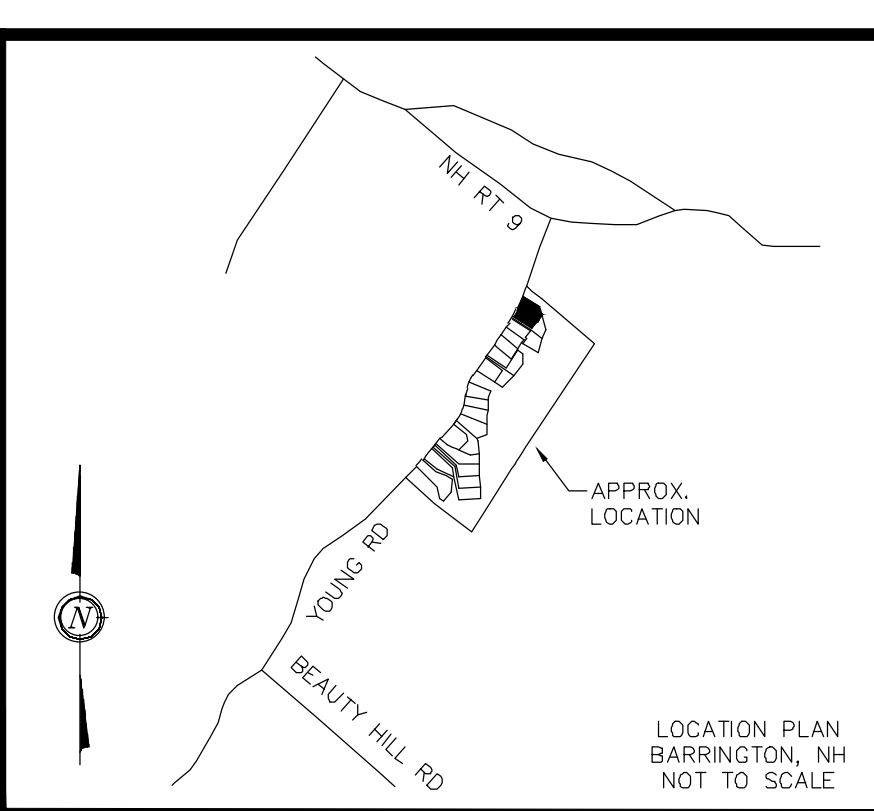 NH RT 9
APPROX.
LOCATION
YOUNG RD
N
BEAUTY HILL RD
LOCATION PLAN
BARRINGTON, NH
NOT TO SCALE